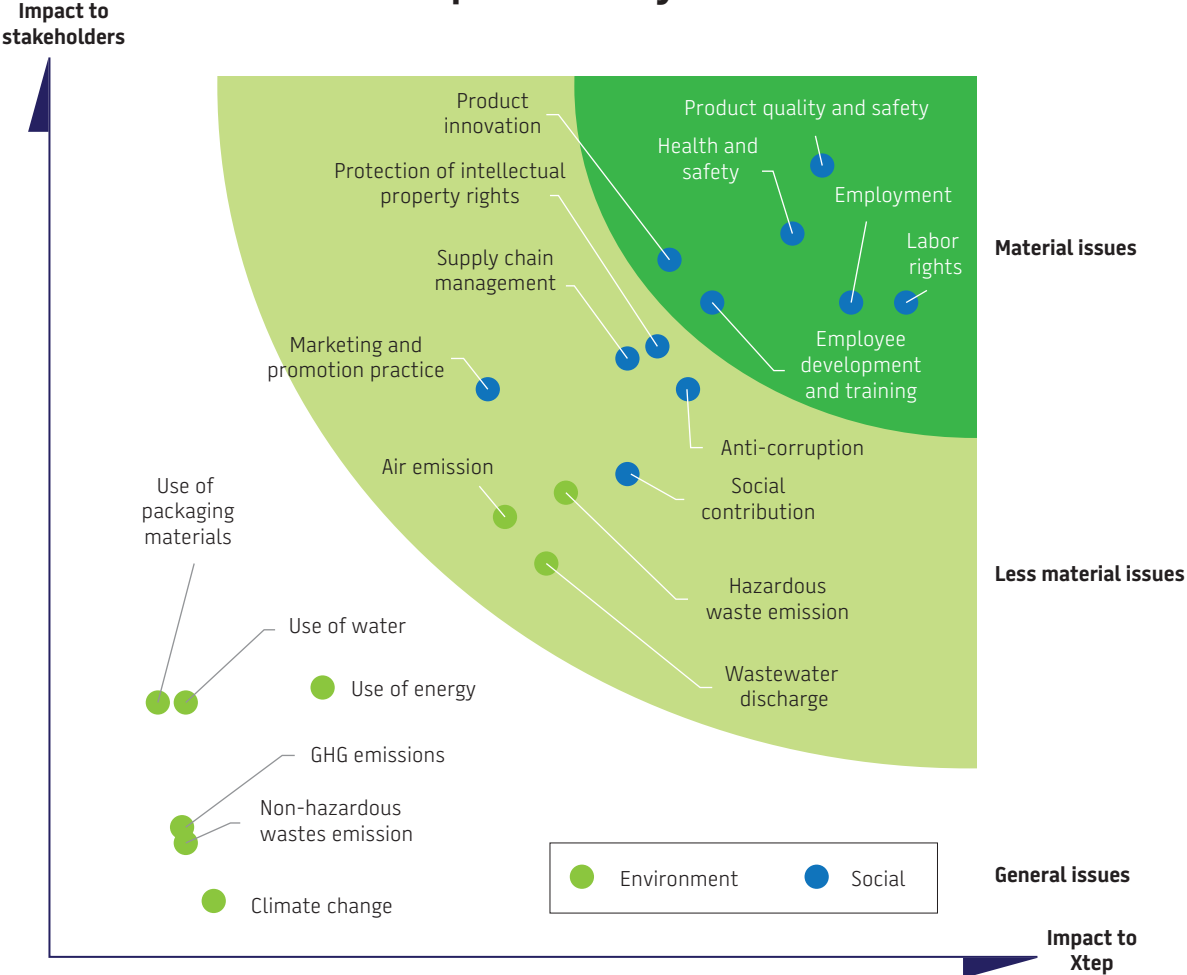 Impact to
stakeholders
Product
innovation
Product quality and safety
Health and
safety
Protection of intellectual
property rights
Employment
Labor
rights
Material issues
Supply chain
management
Marketing and
promotion practice
Employee
development
and training
Anti-corruption
Air emission
Social
contribution
Use of
packaging
materials
Less material issues
Hazardous
waste emission
Use of water
Wastewater
discharge
Use of energy
GHG emissions
Non-hazardous
wastes emission
Environment
Social
General issues
Climate change
Impact to
Xtep